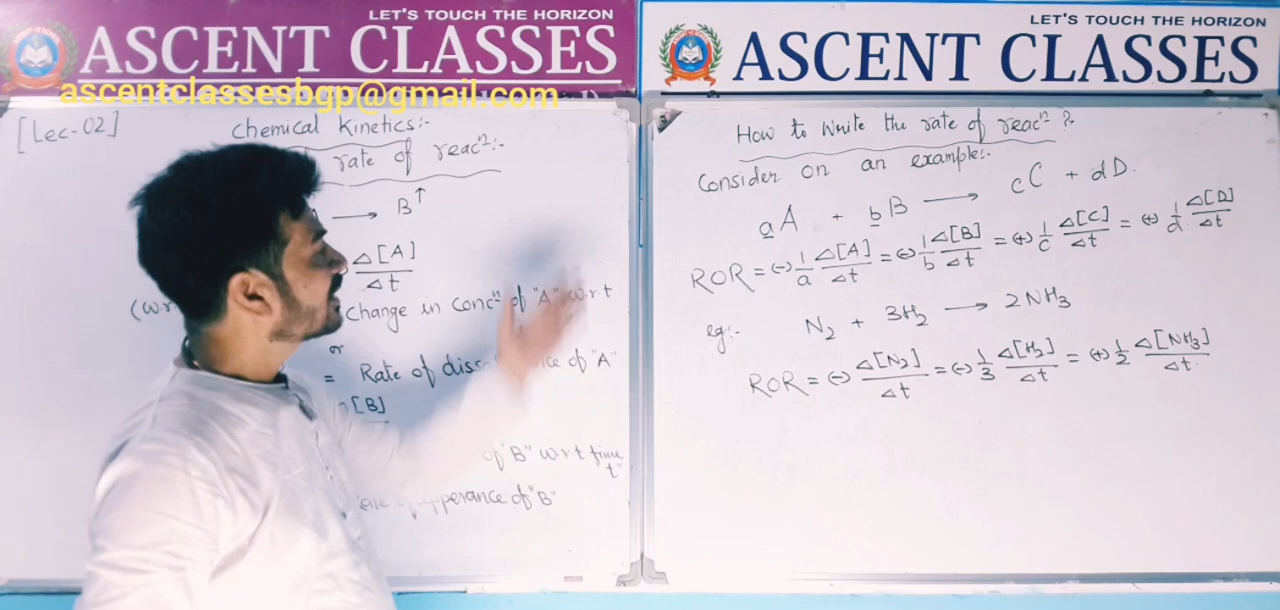 LET'S TOUCH THE HORIZON
ASCENT CLASSES
ascentclassesbgp@gmail.com
[Lec-02]
Chemical Kinetics:-
rate of reacⁿ:-
⟶ B↑
Δ[A]
Δt
Change in concⁿ of "A" w.r.t
or
= Rate of
of "A"
[B]
of "B" w.r.t time
t"
of apperance of "B"
LET'S TOUCH THE HORIZON
ASCENT CLASSES
How to Write the rate of reacⁿ?
Consider on an example:-
aA + bB ⟶ cC + dD.
ROR = (-) 1/a Δ[A]/Δt = (-) 1/b Δ[B]/Δt = (+) 1/c Δ[C]/Δt = (+) 1/d. Δ[D]/Δt
eg:- N₂ + 3H₂ ⟶ 2NH₃
ROR = (-) Δ[N₂]/Δt = (-) 1/3 Δ[H₂]/Δt = (+) 1/2 Δ[NH₃]/Δt.